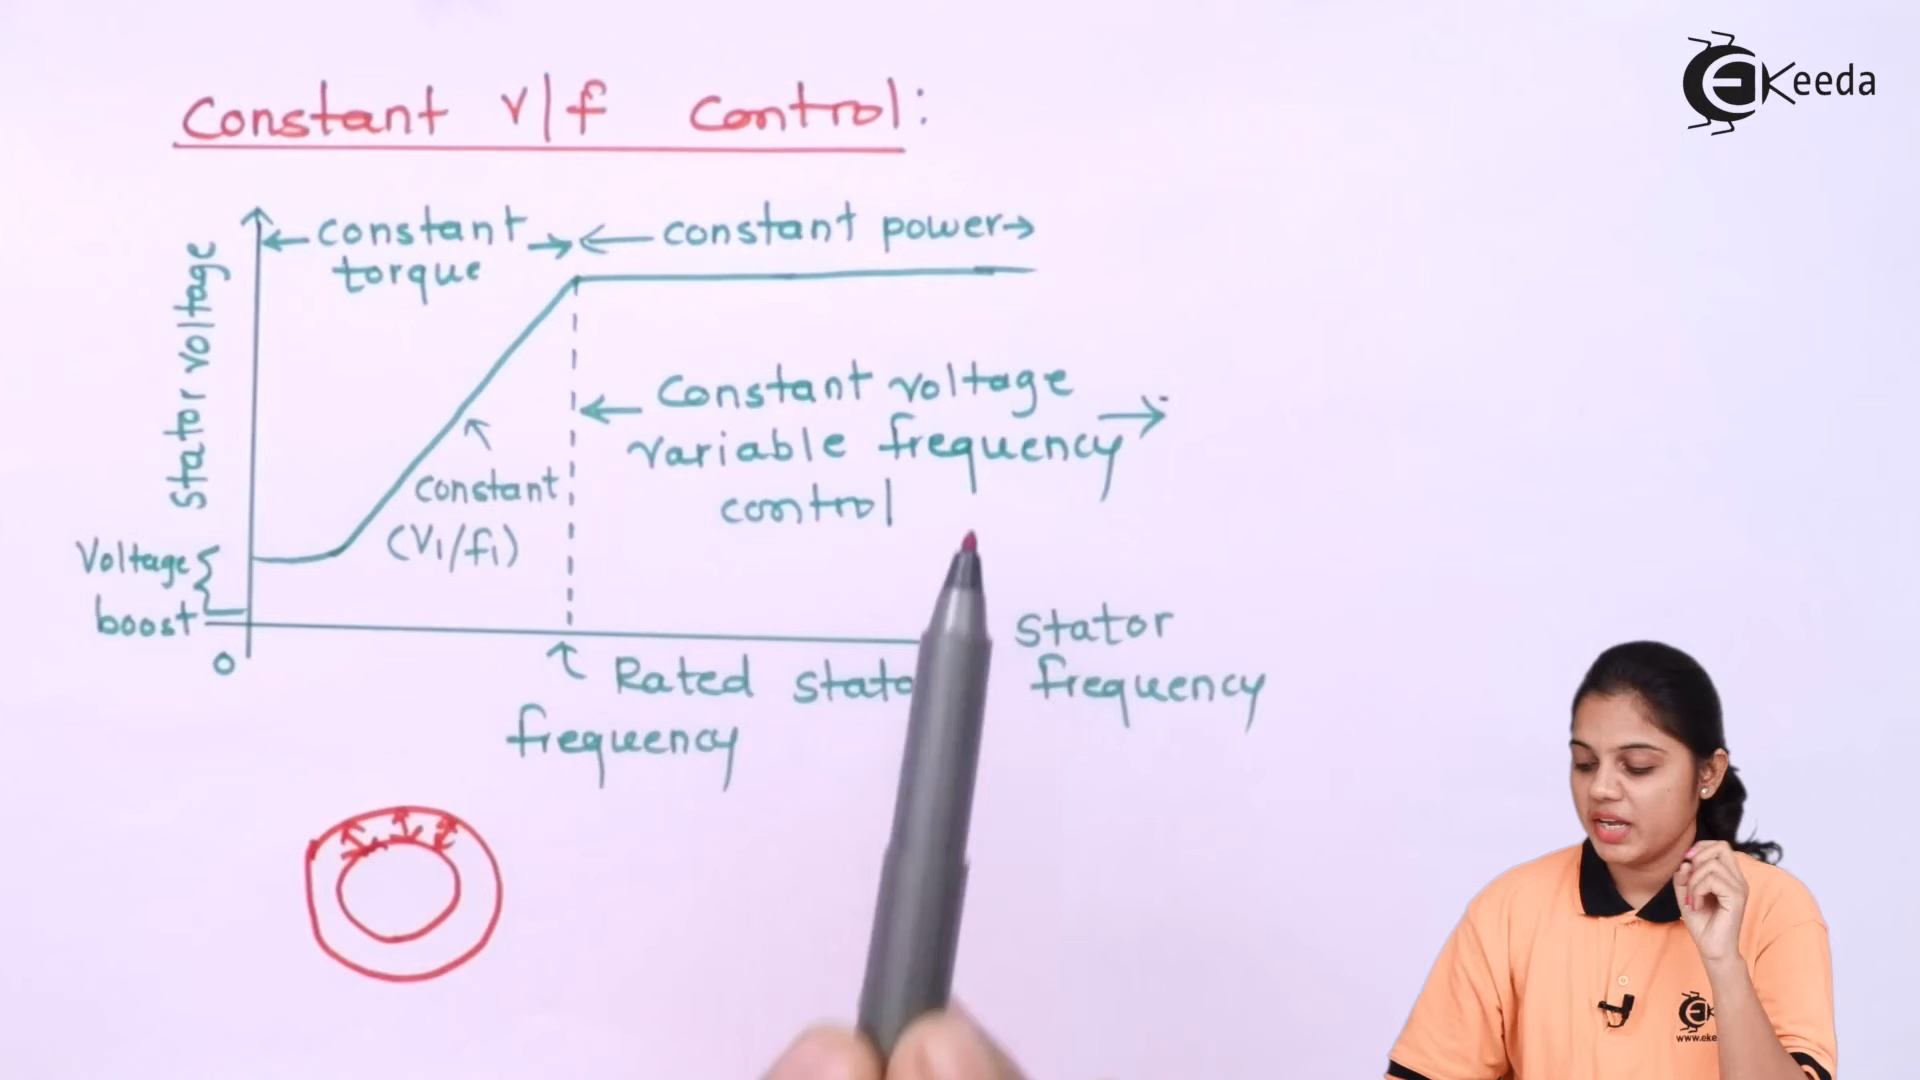 Constant v/f control:
EKeeda
constant torque
constant power
Stator voltage
Constant voltage
variable frequency
control
constant
(V1/f1)
Voltage
boost
0
Rated stato
frequency
Stator
frequency